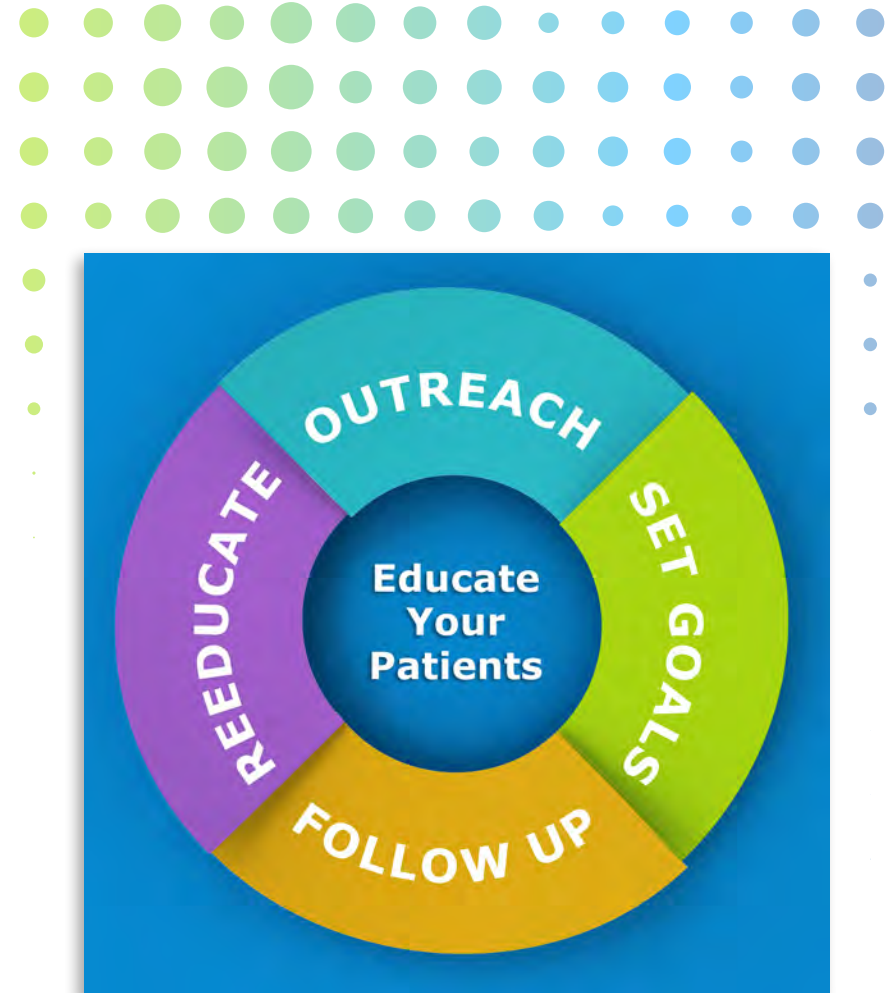 OUTREACH
SET GOALS
FOLLOW UP
REEDUCATE
Educate
Your
Patients